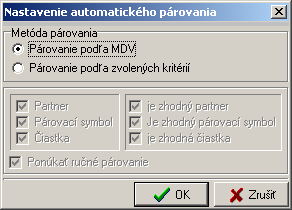 Nastavenie automatického párovania
Metóda párovania
Párovanie podľa MDV
Párovanie podľa zvolených kritérií
Partner
je zhodný partner
Párovací symbol
Je zhodný párovací symbol
Čiastka
je zhodná čiastka
Ponúkať ručné párovanie
OK
Zrušiť